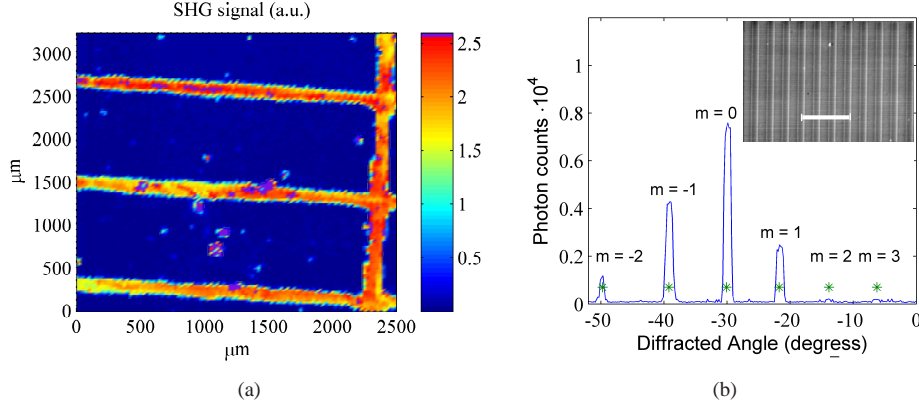 SHG signal (a.u.)
3000
2500
2000
1500
1000
500
0
μm
0 500 1000 1500 2000 2500
μm
2.5
2
1.5
1
0.5
(a)
Photon counts ·10^4
1
0.8
0.6
0.4
0.2
0
m = -2
m = -1
m = 0
m = 1
m = 2 m = 3
-50 -40 -30 -20 -10 0
Diffracted Angle (degress)
(b)